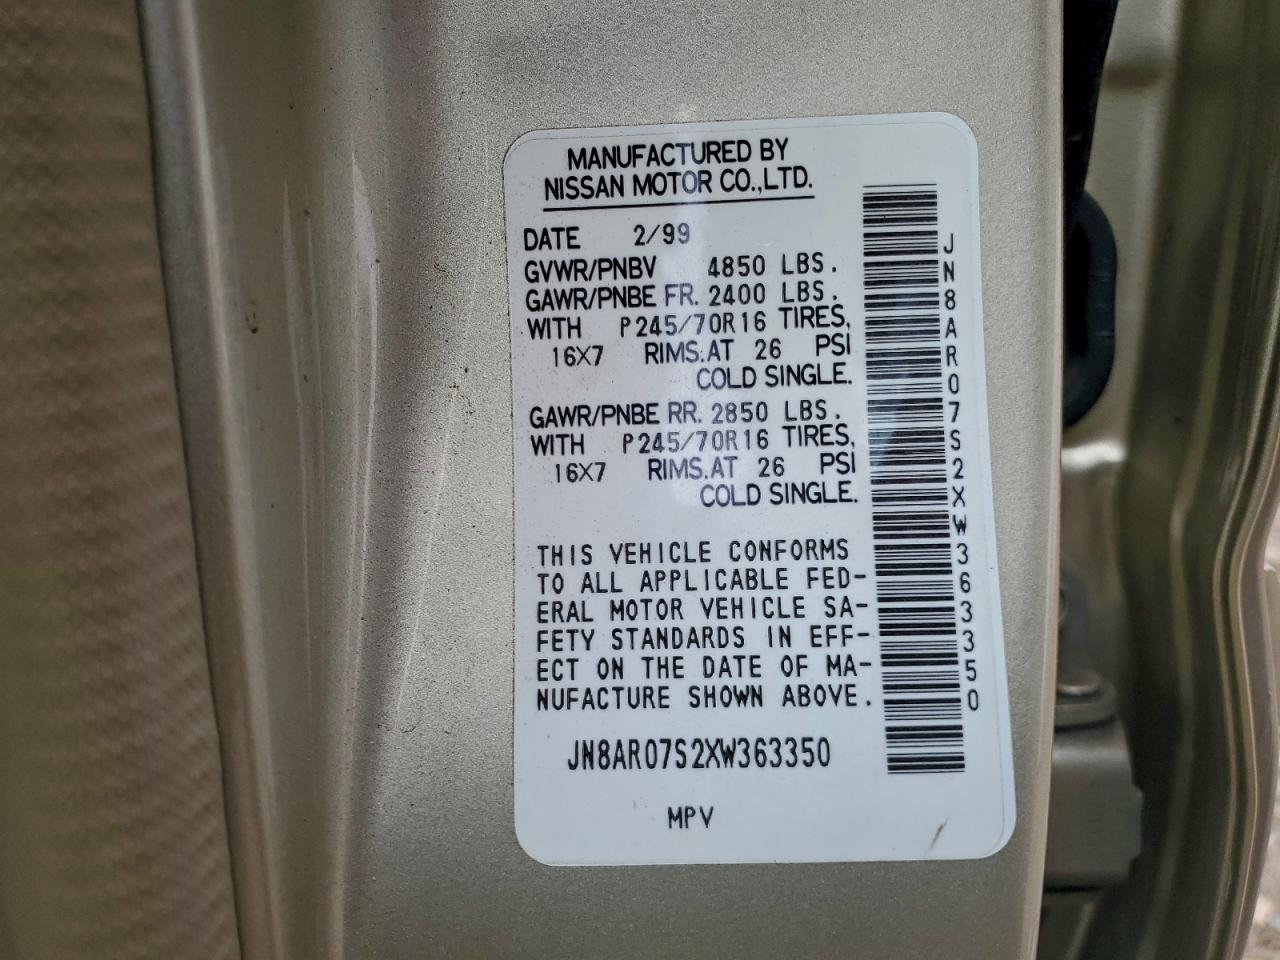 MANUFACTURED BY
NISSAN MOTOR CO.,LTD.
DATE 2/99
GVWR/PNBV 4850 LBS.
GAWR/PNBE FR. 2400 LBS.
WITH P245/70R16 TIRES,
16X7 RIMS.AT 26 PSI
COLD SINGLE.
GAWR/PNBE RR. 2850 LBS.
WITH P245/70R16 TIRES,
16X7 RIMS.AT 26 PSI
COLD SINGLE.
THIS VEHICLE CONFORMS
TO ALL APPLICABLE FED-
ERAL MOTOR VEHICLE SA-
FETY STANDARDS IN EFF-
ECT ON THE DATE OF MA-
NUFACTURE SHOWN ABOVE.
JN8AR07S2XW363350
MPV
JN8AR07S2XW363350